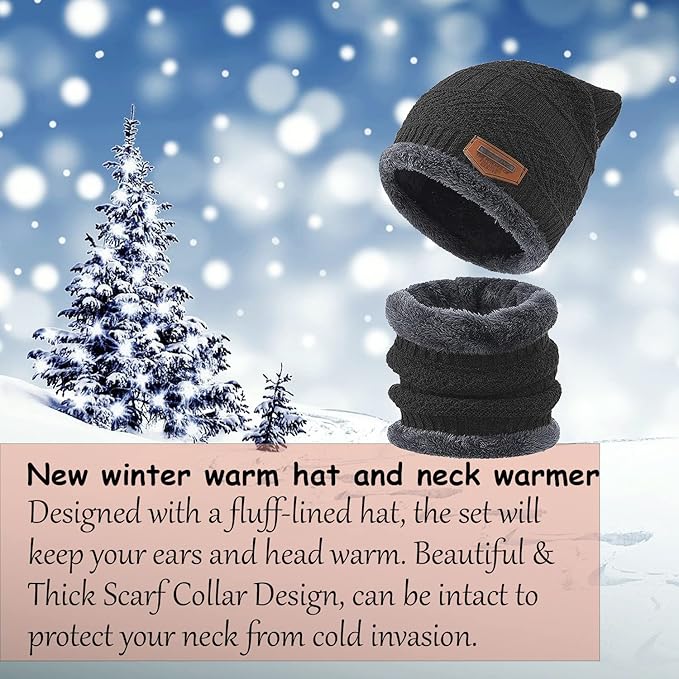 New winter warm hat and neck warmer
Designed with a fluff-lined hat, the set will
keep your ears and head warm. Beautiful &
Thick Scarf Collar Design, can be intact to
protect your neck from cold invasion.